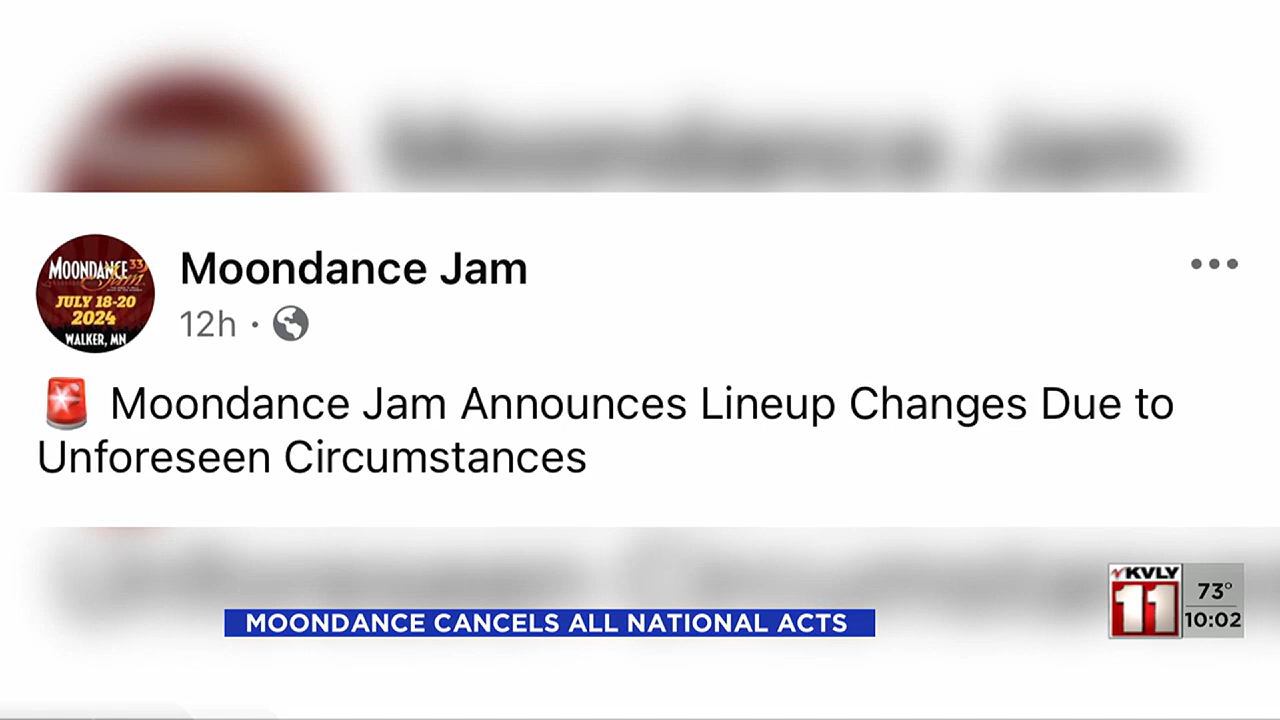 MOONDANCE 33
Jam
JULY 18-20
2024
WALKER, MN
Moondance Jam
12h ·
🚨 Moondance Jam Announces Lineup Changes Due to
Unforeseen Circumstances
MOONDANCE CANCELS ALL NATIONAL ACTS
KVLY
11
73°
10:02